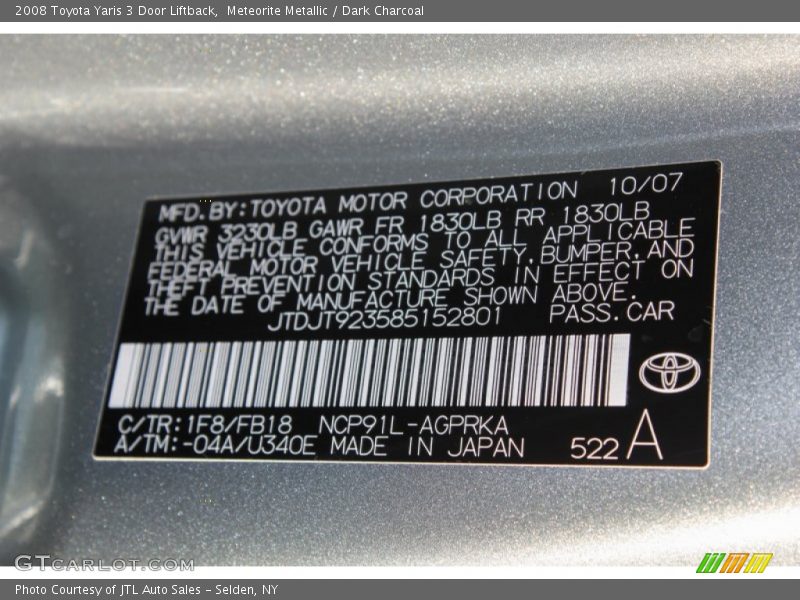 2008 Toyota Yaris 3 Door Liftback,  Meteorite Metallic / Dark Charcoal
MFD. BY: TOYOTA MOTOR CORPORATION 10/07
GVWR 3230LB GAWR FR 1830LB RR 1830LB
THIS VEHICLE CONFORMS TO ALL APPLICABLE
FEDERAL MOTOR VEHICLE SAFETY, BUMPER, AND
THEFT PREVENTION STANDARDS IN EFFECT ON
THE DATE OF MANUFACTURE SHOWN ABOVE.
JTDJT923585152801 PASS. CAR
C/TR: 1F8/FB18 NCP91L-AGPRKA
A/TM: -04A/U340E MADE IN JAPAN 522 A
GTCARLOT.COM
Photo Courtesy of JTL Auto Sales - Selden, NY